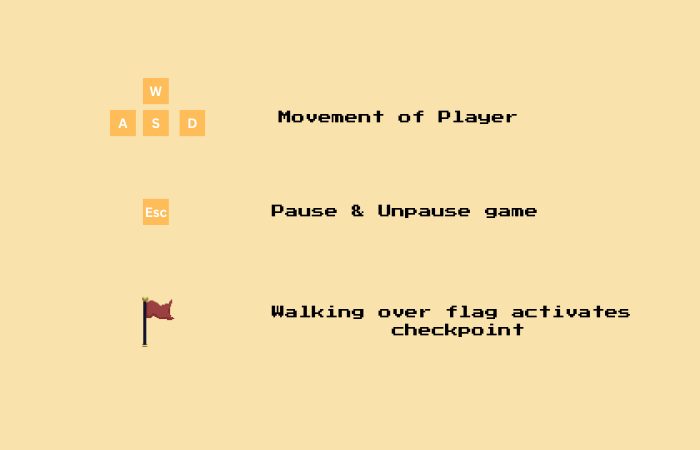 W
A S D
Movement of Player
Esc
Pause & Unpause game
Walking over flag activates
checkpoint